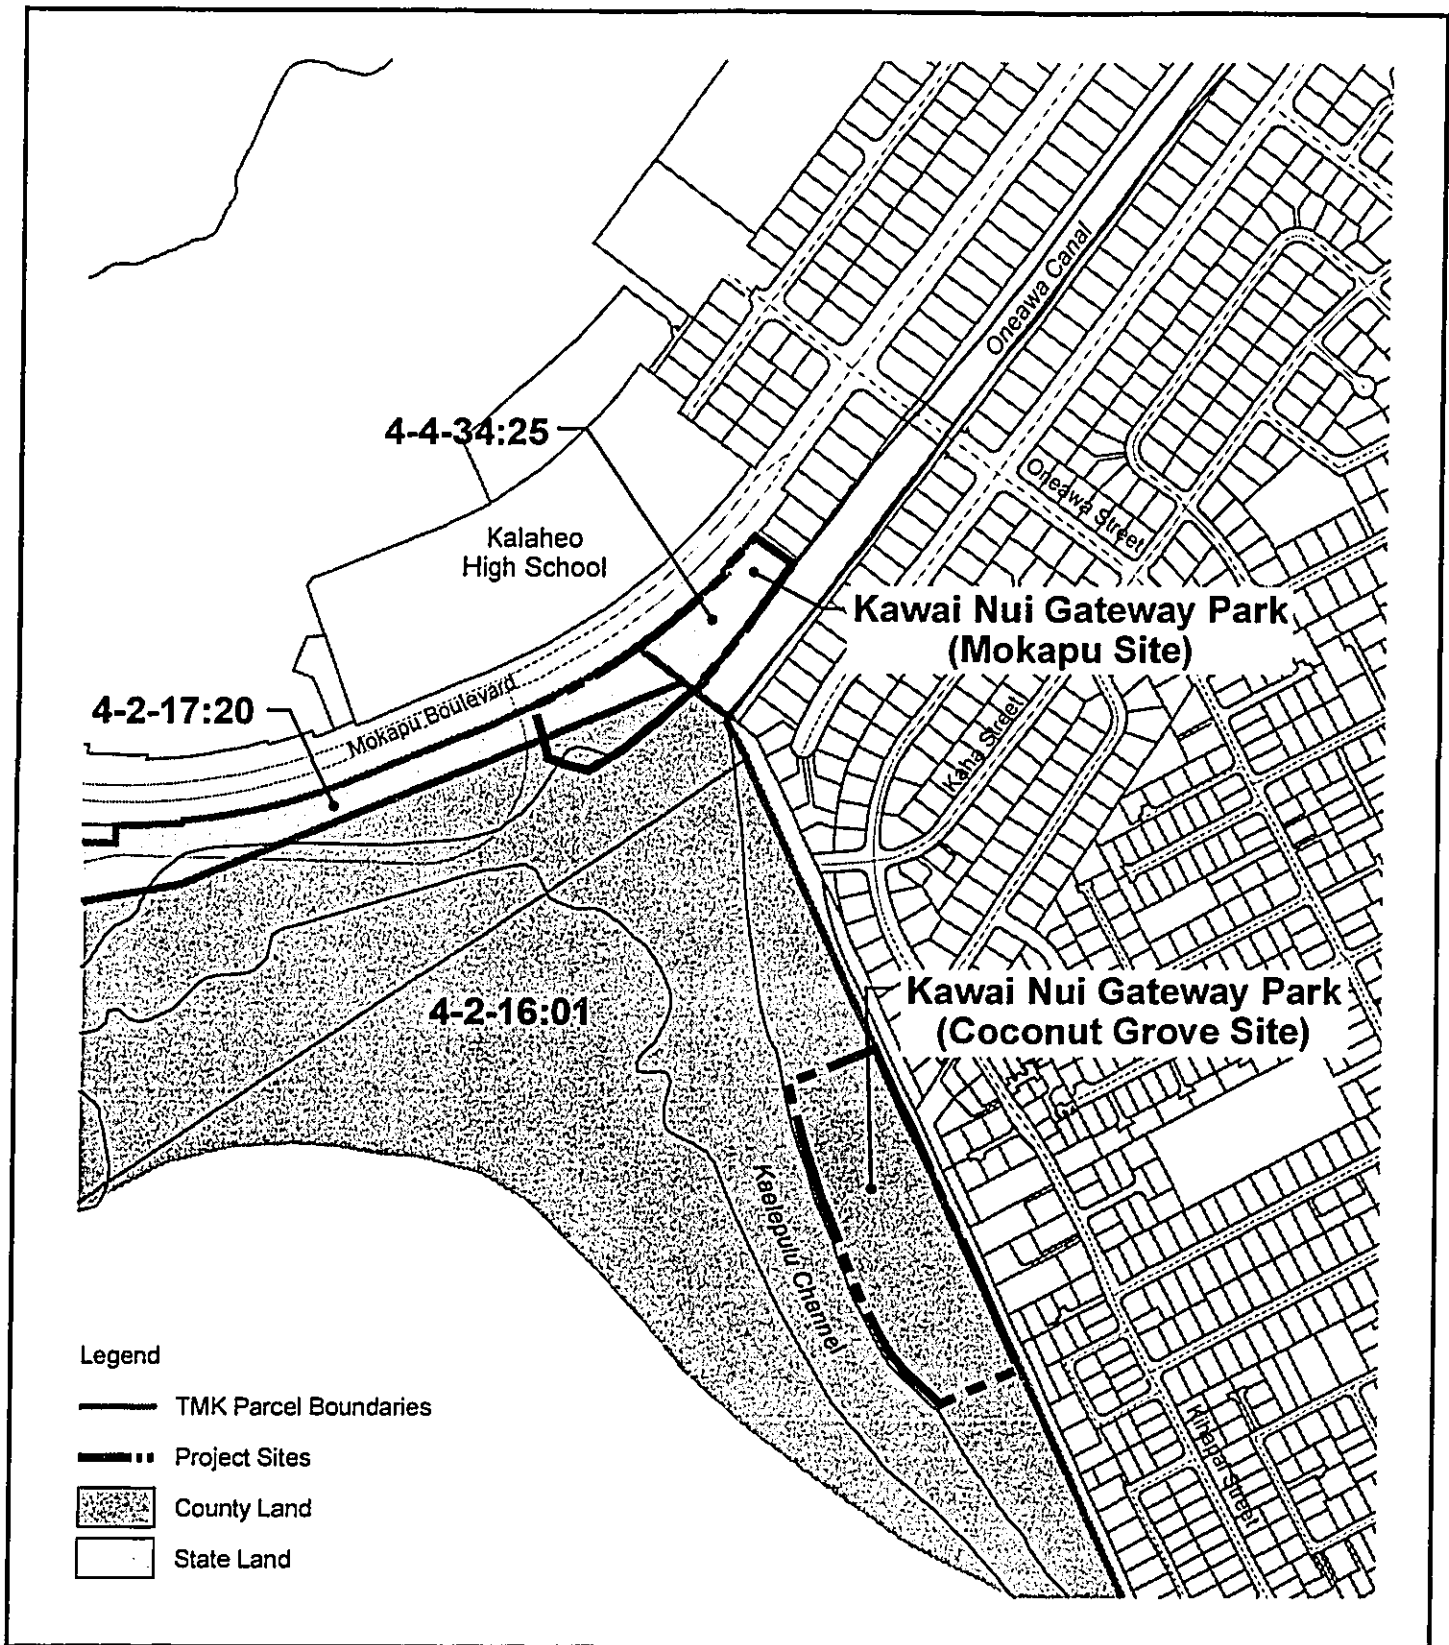 Oneawa Canal
4-4-34:25
Oneawa Street
Kalaheo
High School
Kawai Nui Gateway Park
(Mokapu Site)
4-2-17:20
Mokapu Boulevard
Kaha Street
4-2-16:01
Kawai Nui Gateway Park
(Coconut Grove Site)
Kaelepulu Channel
Kihapai Street
Legend
TMK Parcel Boundaries
Project Sites
County Land
State Land